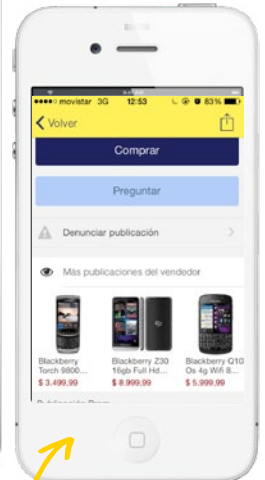 movistar 3G 12:53 83%
Volver
Comprar
Preguntar
Denunciar publicación
Más publicaciones del vendedor
Blackberry Torch 9800...
$ 3.499,99
Blackberry Z30 16gb Full Hd...
$ 8.999,99
Blackberry Q10 Os 4g Wifi 8...
$ 5.999,99